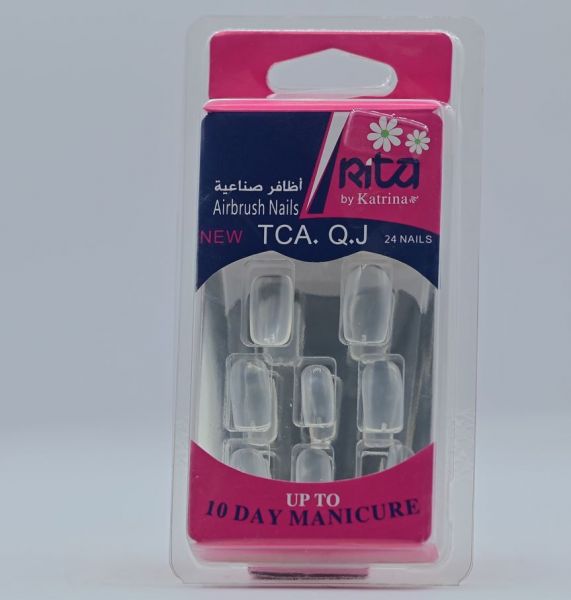 Rita
by Katrina
أظافر صناعية
Airbrush Nails
NEW TCA. Q.J 24 NAILS
UP TO
10 DAY MANICURE